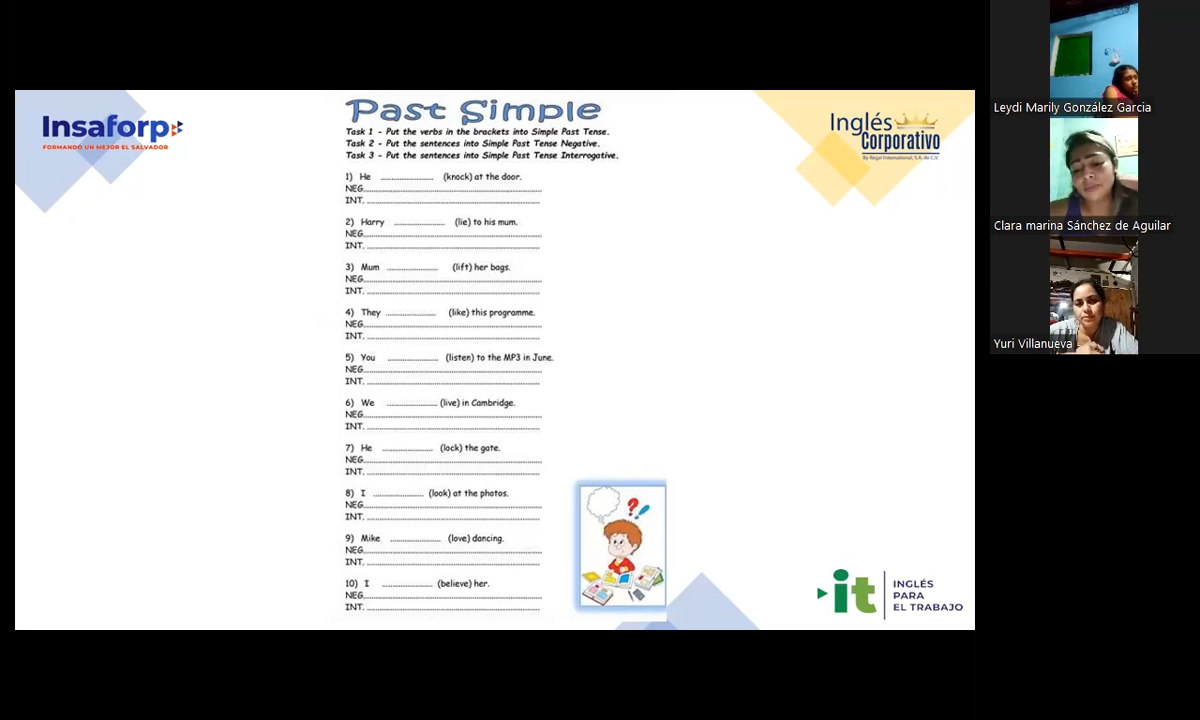 Insaforp
FORMANDO UN MEJOR EL SALVADOR
Past Simple
Task 1 - Put the verbs in the brackets into Simple Past Tense.
Task 2 - Put the sentences into Simple Past Tense Negative.
Task 3 - Put the sentences into Simple Past Tense Interrogative.
1) He ........................ (knock) at the door.
NEG................................................................................
INT. ..............................................................................
2) Harry ........................ (lie) to his mum.
NEG................................................................................
INT. ..............................................................................
3) Mum ........................ (lift) her bags.
NEG................................................................................
INT. ..............................................................................
4) They ........................ (like) this programme.
NEG................................................................................
INT. ..............................................................................
5) You ........................ (listen) to the MP3 in June.
NEG................................................................................
INT. ..............................................................................
6) We ........................ (live) in Cambridge.
NEG................................................................................
INT. ..............................................................................
7) He ........................ (lock) the gate.
NEG................................................................................
INT. ..............................................................................
8) I ........................ (look) at the photos.
NEG................................................................................
INT. ..............................................................................
9) Mike ........................ (love) dancing.
NEG................................................................................
INT. ..............................................................................
10) I ........................ (believe) her.
NEG................................................................................
INT. ..............................................................................
? !
Inglés
Corporativo
By Regal International, S.A. de C.V.
it
INGLÉS
PARA
EL TRABAJO
Leydi Marily González Garcia
Clara marina Sánchez de Aguilar
Yuri Villanueva